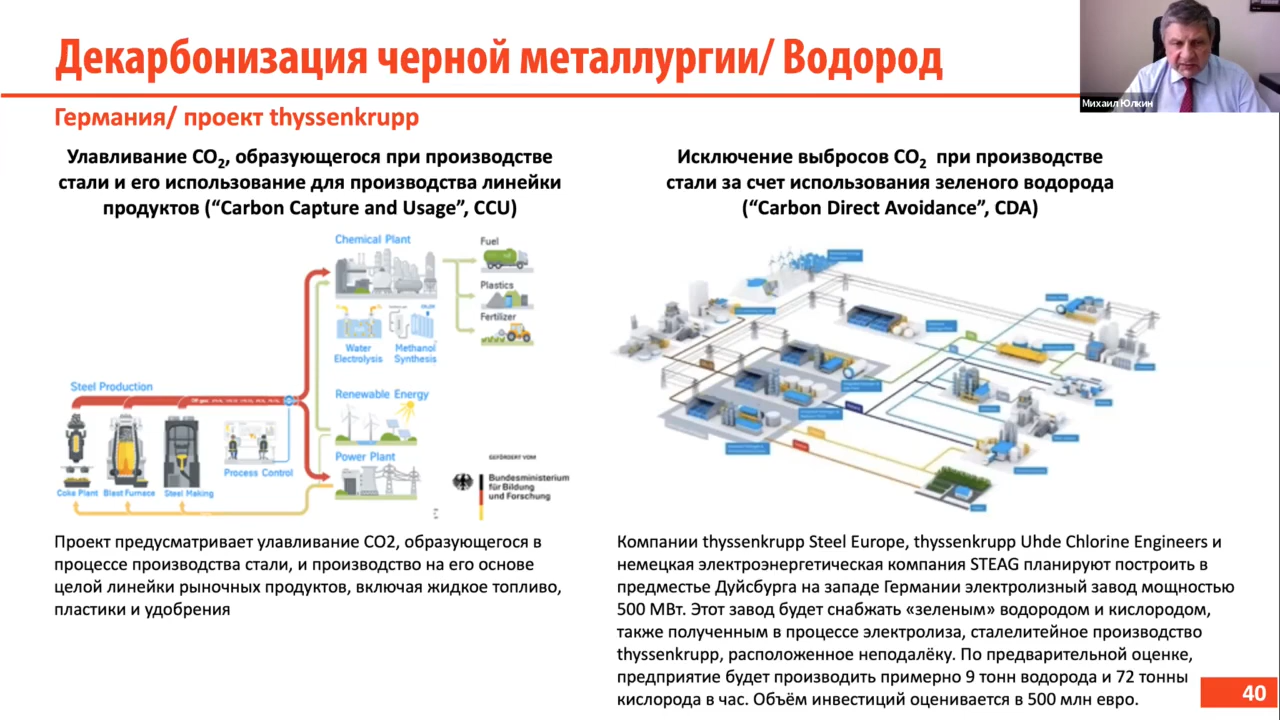 Декарбонизация черной металлургии/ Водород
Михаил Юлкин
Германия/ проект thyssenkrupp
Улавливание CO2, образующегося при производстве
стали и его использование для производства линейки
продуктов (“Carbon Capture and Usage”, CCU)
Chemical Plant
Fuel
Plastics
Fertilizer
Water
Electrolysis
Methanol
Synthesis
Steel Production
Renewable Energy
Process Control
Power Plant
Coke Plant
Blast Furnace
Steel Making
GEFÖRDERT VOM
Bundesministerium
für Bildung
und Forschung
Проект предусматривает улавливание СО2, образующегося в
процессе производства стали, и производство на его основе
целой линейки рыночных продуктов, включая жидкое топливо,
пластики и удобрения
Исключение выбросов CO2 при производстве
стали за счет использования зеленого водорода
(“Carbon Direct Avoidance”, CDA)
Компании thyssenkrupp Steel Europe, thyssenkrupp Uhde Chlorine Engineers и
немецкая электроэнергетическая компания STEAG планируют построить в
предместье Дуйсбурга на западе Германии электролизный завод мощностью
500 МВт. Этот завод будет снабжать «зеленым» водородом и кислородом,
также полученным в процессе электролиза, сталелитейное производство
thyssenkrupp, расположенное неподалёку. По предварительной оценке,
предприятие будет производить примерно 9 тонн водорода и 72 тонны
кислорода в час. Объём инвестиций оценивается в 500 млн евро.
40